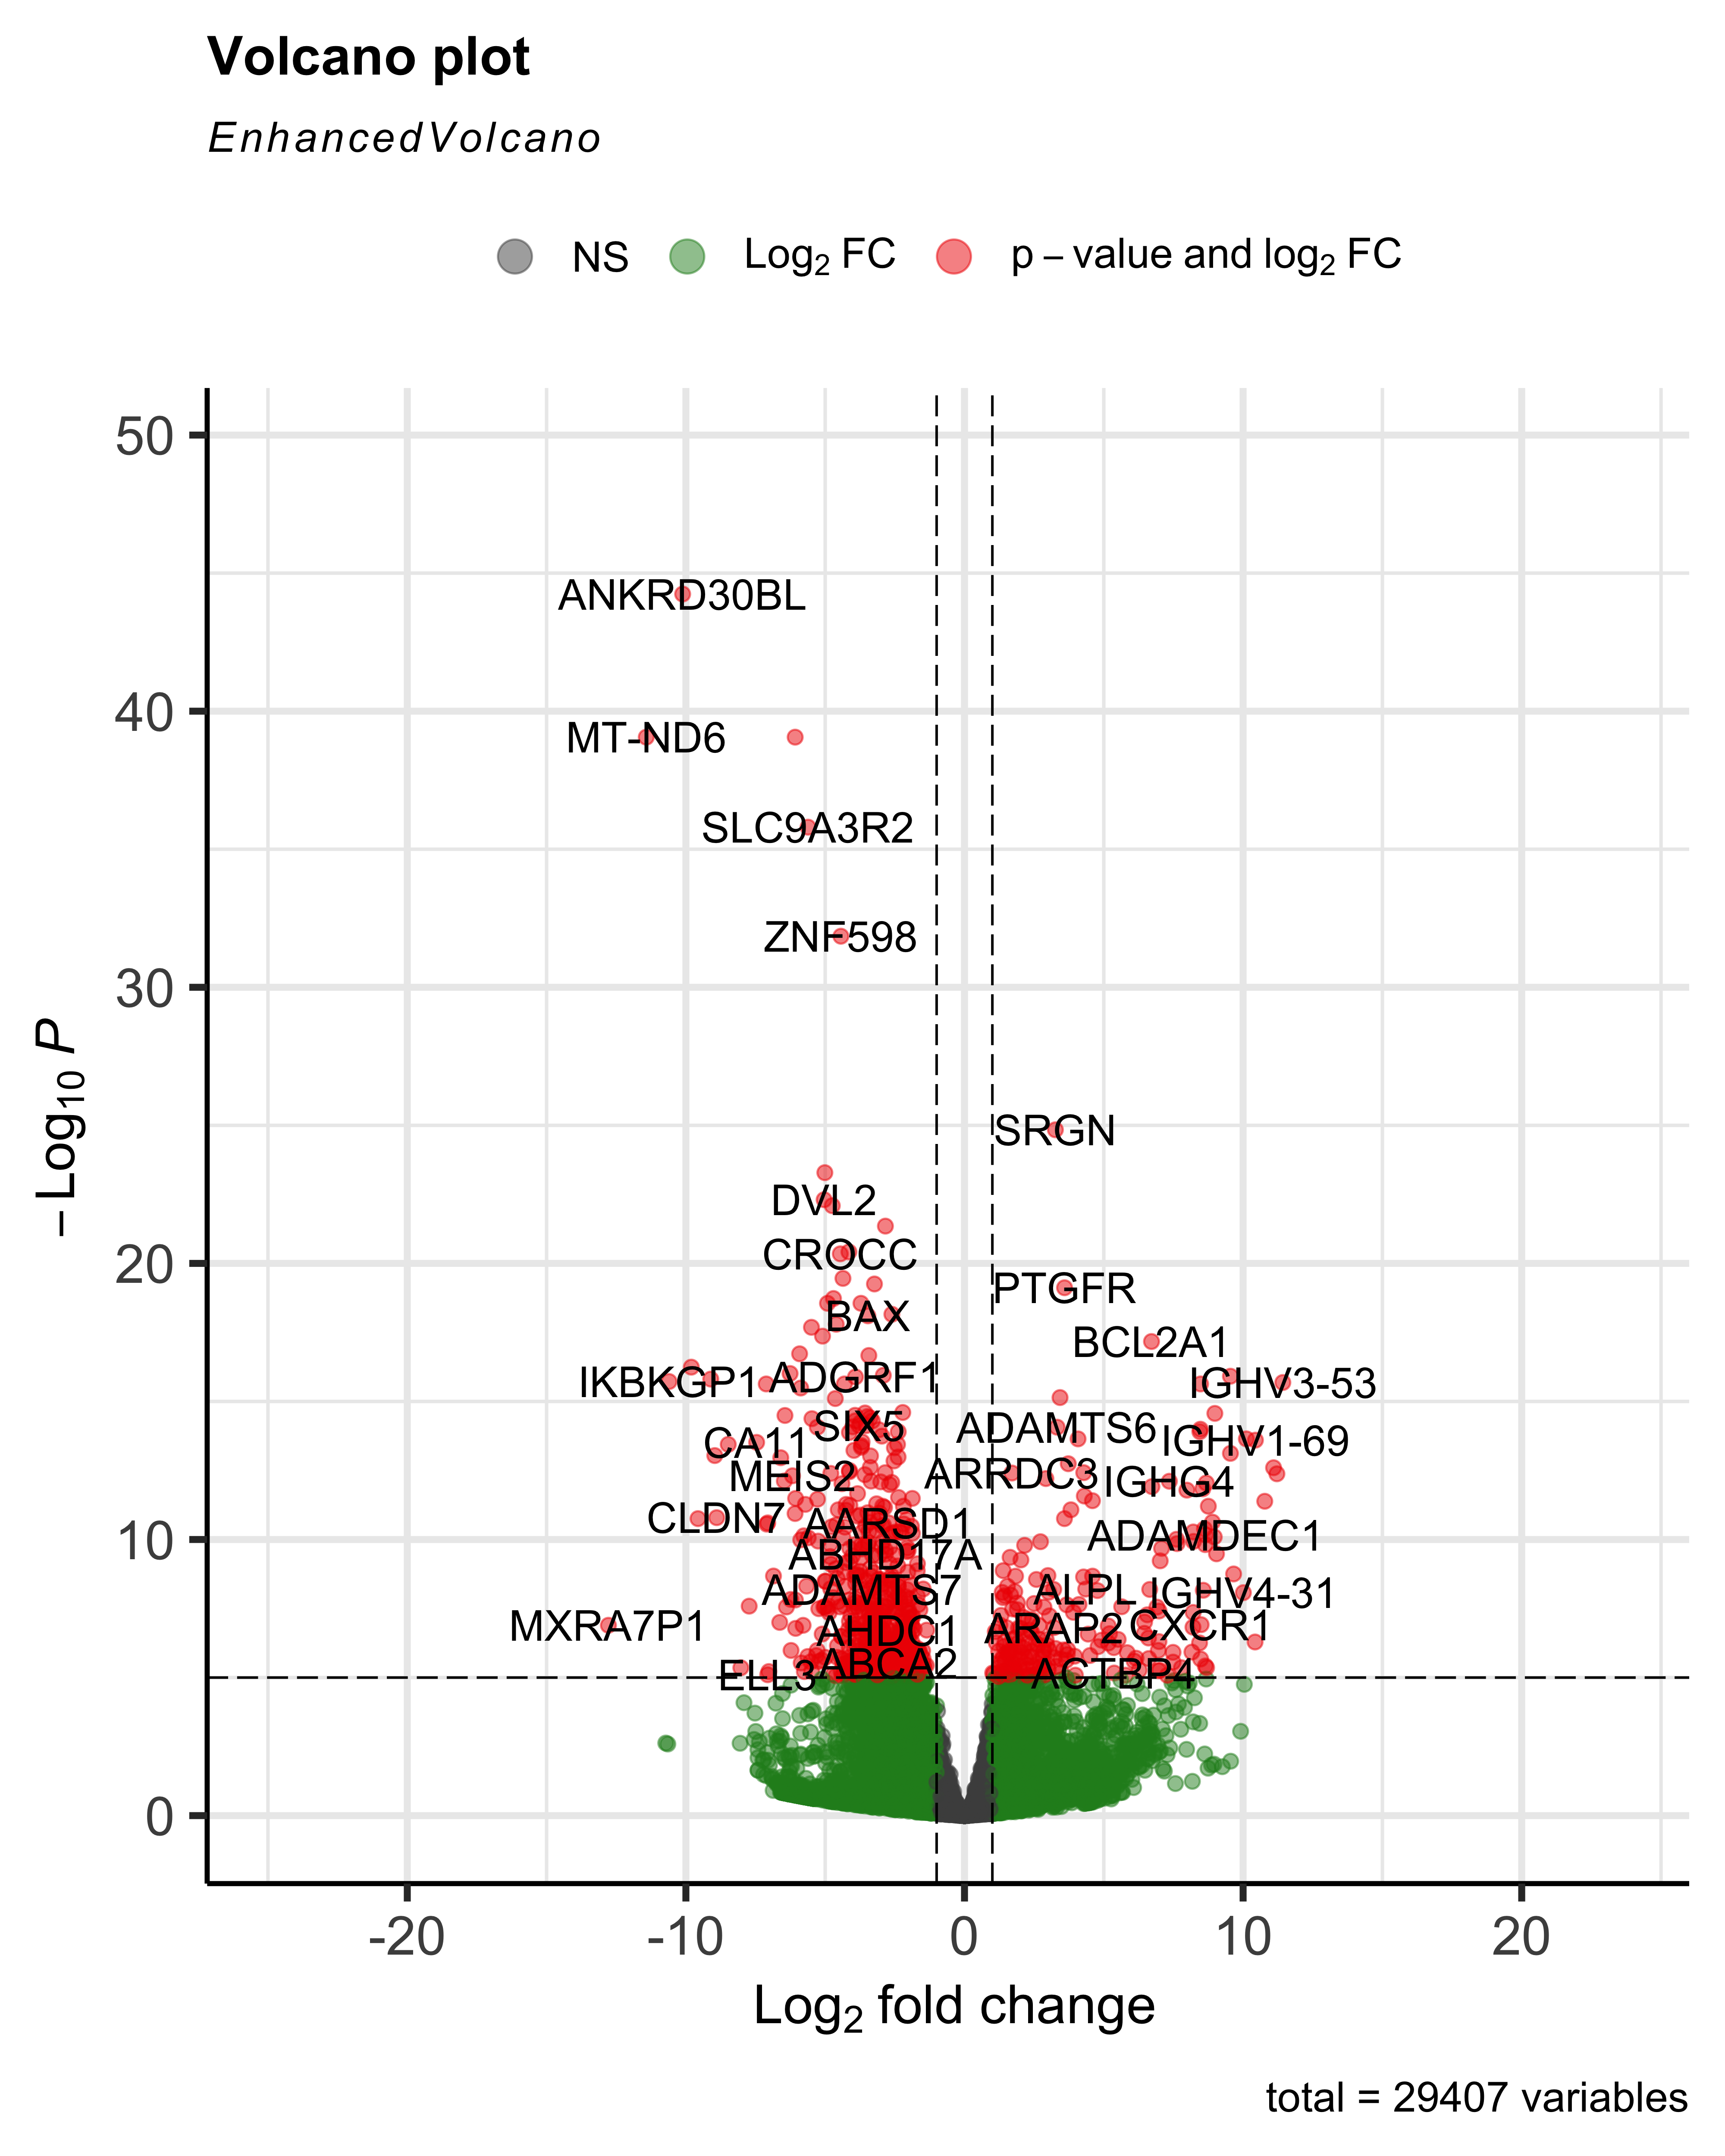 Volcano plot
EnhancedVolcano
NS Log₂ FC p – value and log₂ FC
50
ANKRD30BL
40
MT-ND6
SLC9A3R2
ZNF598
30
– Log₁₀ P
SRGN
DVL2
20
CROCC
PTGFR
BAX
BCL2A1
IKBKGP1 ADGRF1 IGHV3-53
SIX5 ADAMTS6 IGHV1-69
CA11
MEIS2 ARRDC3 IGHG4
CLDN7 AARSD1
10
ABHD17A ADAMDEC1
ADAMTS7 ALPL IGHV4-31
MXRA7P1 AHDC1 ARAP2 CXCR1
ELL3 ABCA2 ACTBP4
0
-20 -10 0 10 20
Log₂ fold change
total = 29407 variables